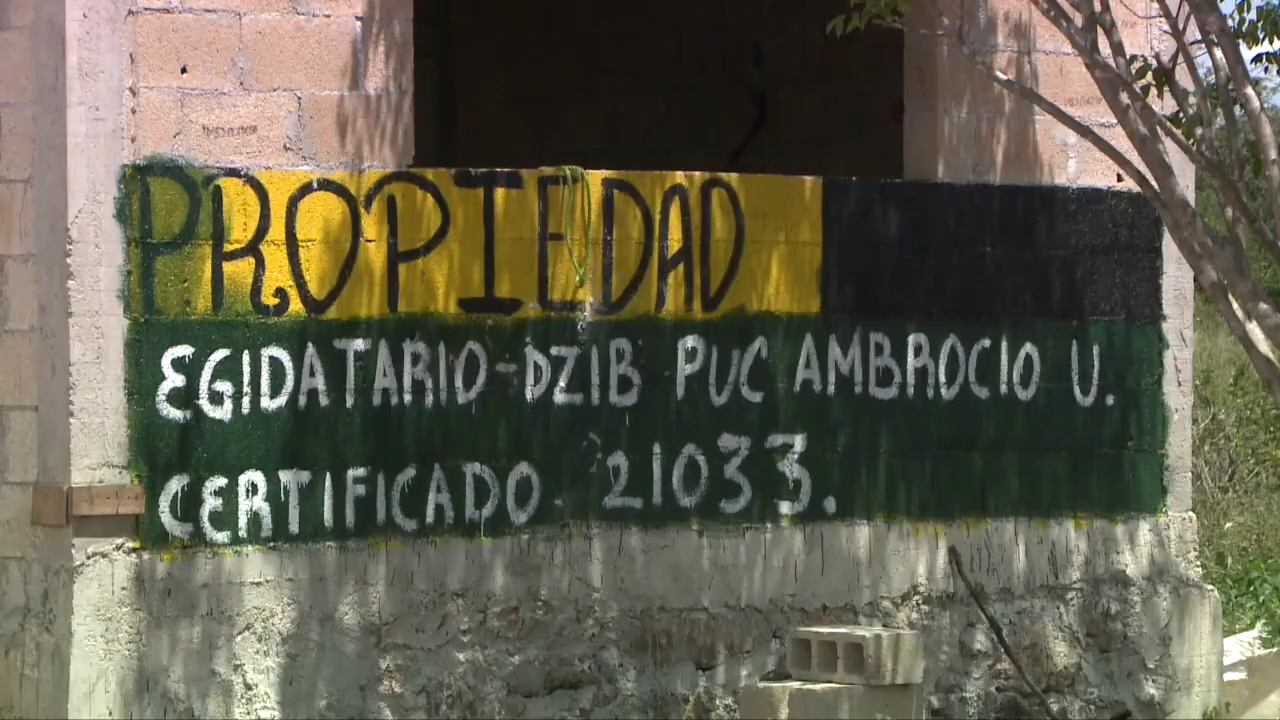 PROPIEDAD
EGIDATARIO-DZIB PUC AMBROCIO U.
CERTIFICADO 21033.